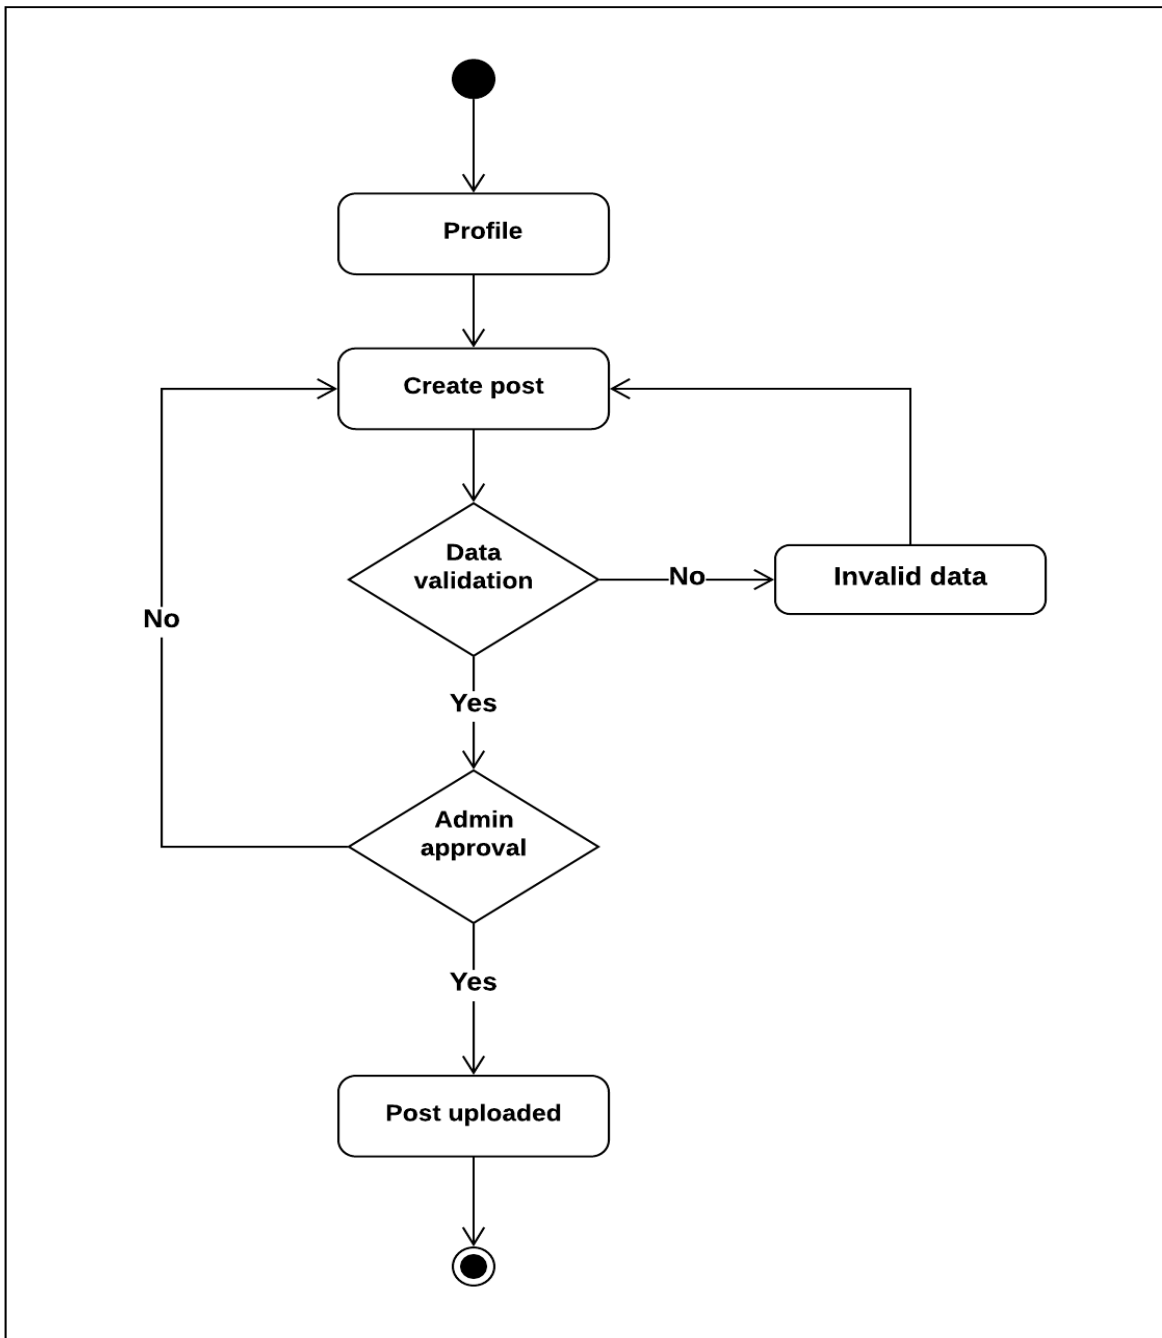 Profile
Create post
Data
validation
No
Invalid data
No
Yes
Admin
approval
Yes
Post uploaded